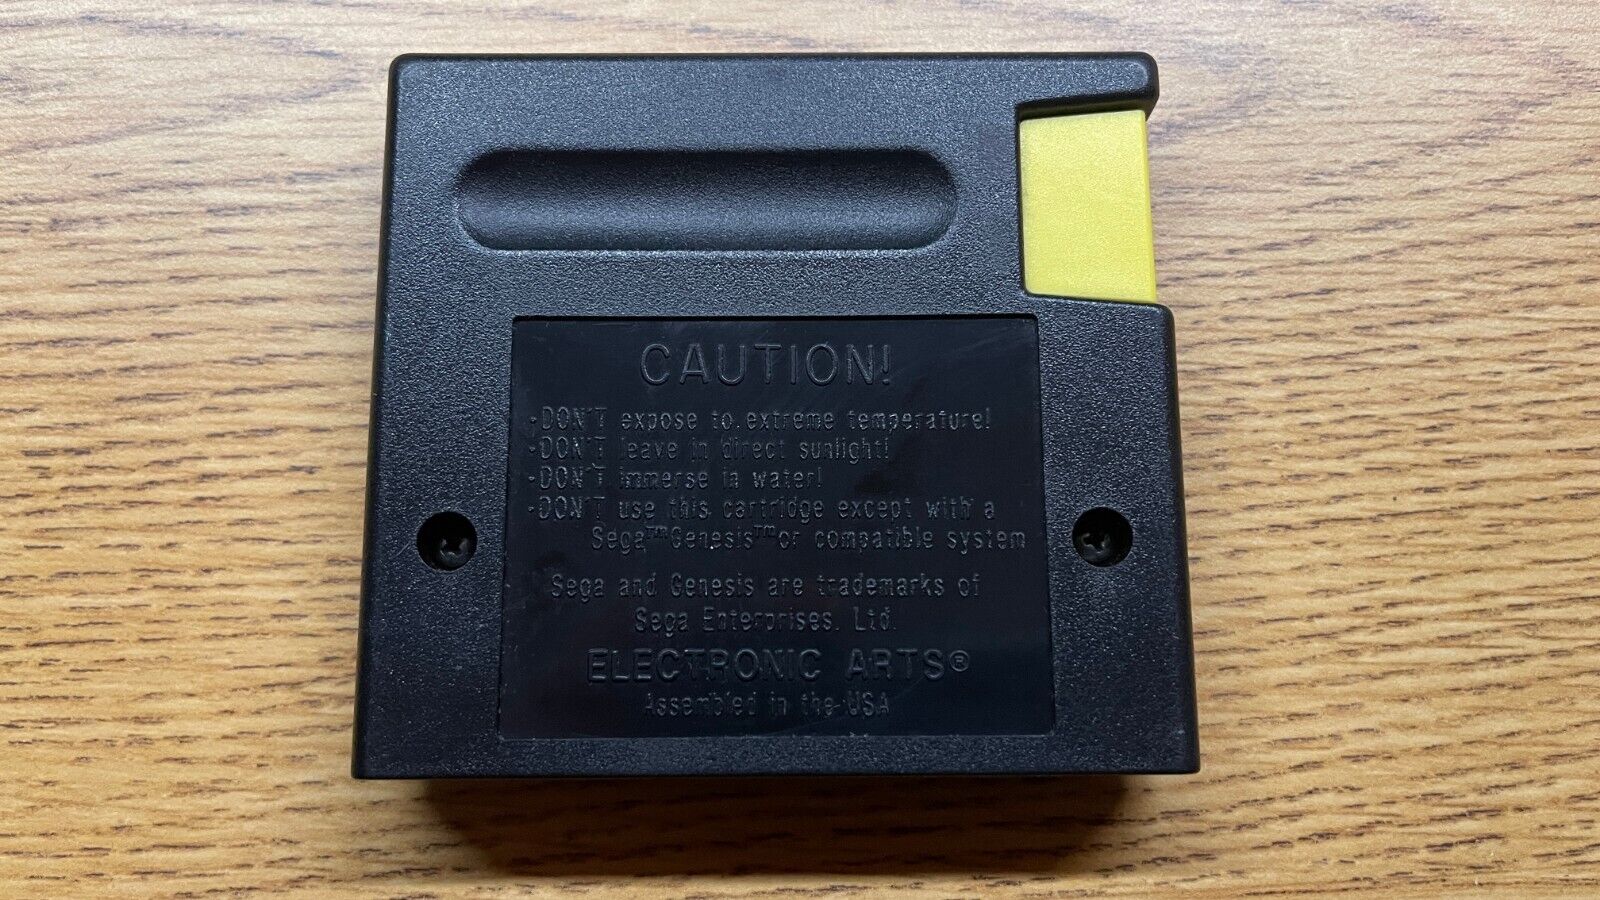 CAUTION!
-DON'T expose to extreme temperature!
-DON'T leave in direct sunlight!
-DON'T immerse in water!
-DON'T use this cartridge except with a
Sega™ Genesis™ or compatible system
Sega and Genesis are trademarks of
Sega Enterprises, Ltd.
ELECTRONIC ARTS®
Assembled in the USA